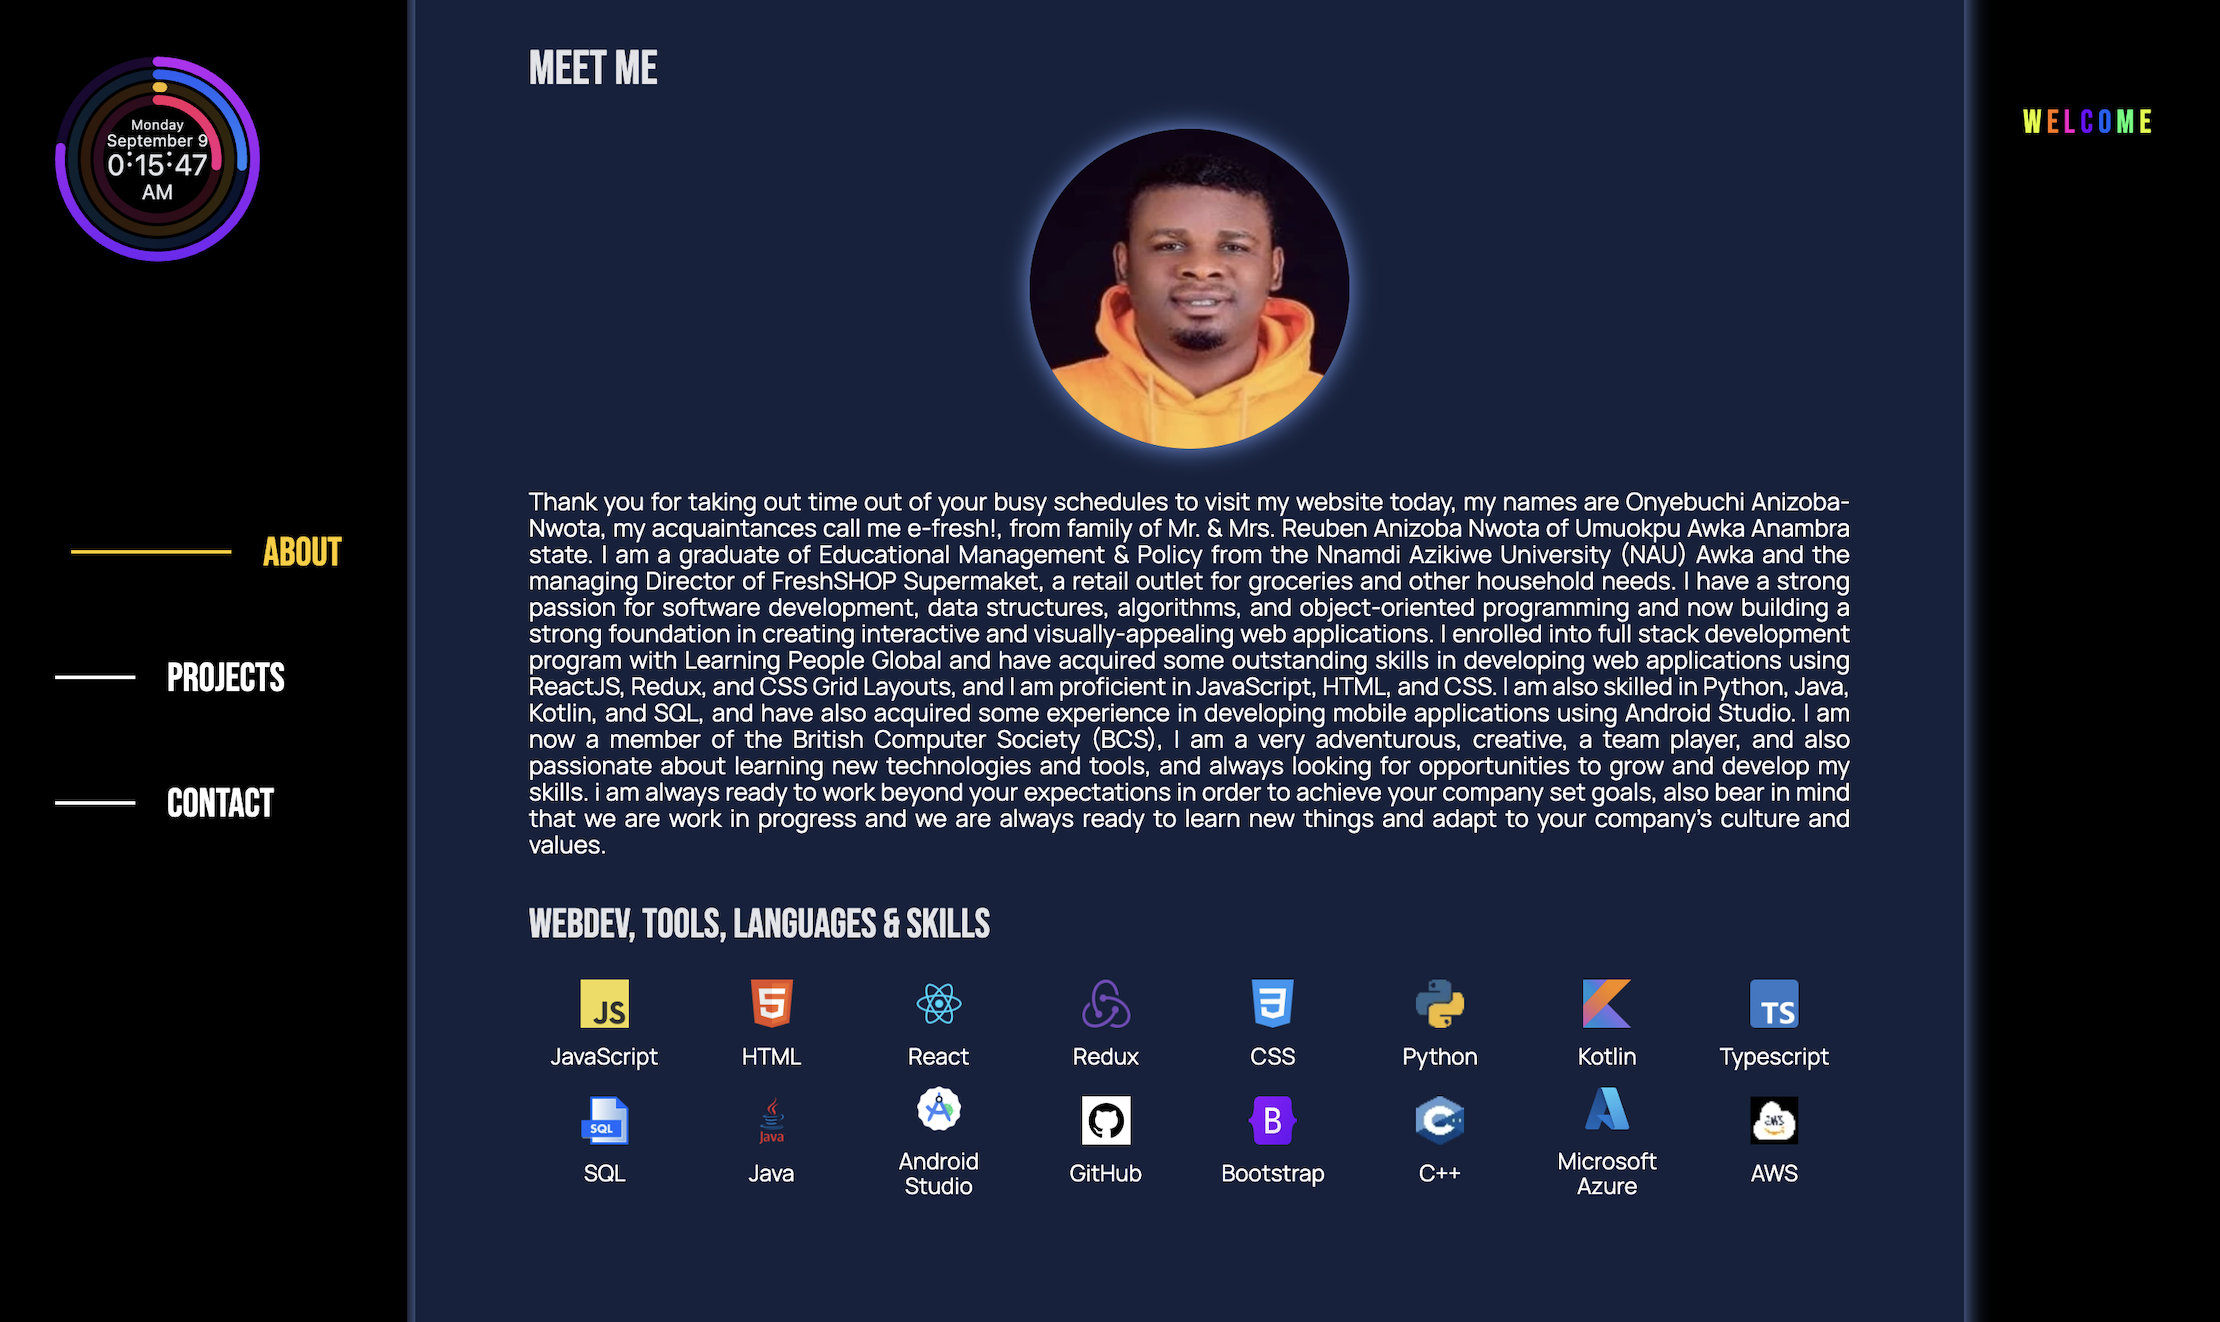 MEET ME
Monday
September 9
0:15:47
AM
WELCOME
ABOUT
PROJECTS
CONTACT
Thank you for taking out time out of your busy schedules to visit my website today, my names are Onyebuchi Anizoba-
Nwota, my acquaintances call me e-fresh!, from family of Mr. & Mrs. Reuben Anizoba Nwota of Umuokpu Awka Anambra
state. I am a graduate of Educational Management & Policy from the Nnamdi Azikiwe University (NAU) Awka and the
managing Director of FreshSHOP Supermaket, a retail outlet for groceries and other household needs. I have a strong
passion for software development, data structures, algorithms, and object-oriented programming and now building a
strong foundation in creating interactive and visually-appealing web applications. I enrolled into full stack development
program with Learning People Global and have acquired some outstanding skills in developing web applications using
ReactJS, Redux, and CSS Grid Layouts, and I am proficient in JavaScript, HTML, and CSS. I am also skilled in Python, Java,
Kotlin, and SQL, and have also acquired some experience in developing mobile applications using Android Studio. I am
now a member of the British Computer Society (BCS), I am a very adventurous, creative, a team player, and also
passionate about learning new technologies and tools, and always looking for opportunities to grow and develop my
skills. i am always ready to work beyond your expectations in order to achieve your company set goals, also bear in mind
that we are work in progress and we are always ready to learn new things and adapt to your company's culture and
values.
WEBDEV, TOOLS, LANGUAGES & SKILLS
JS
5
3
TS
JavaScript
HTML
React
Redux
CSS
Python
Kotlin
Typescript
SQL
Java
B
C
AWS
SQL
Java
Android
Studio
GitHub
Bootstrap
C++
Microsoft
Azure
AWS